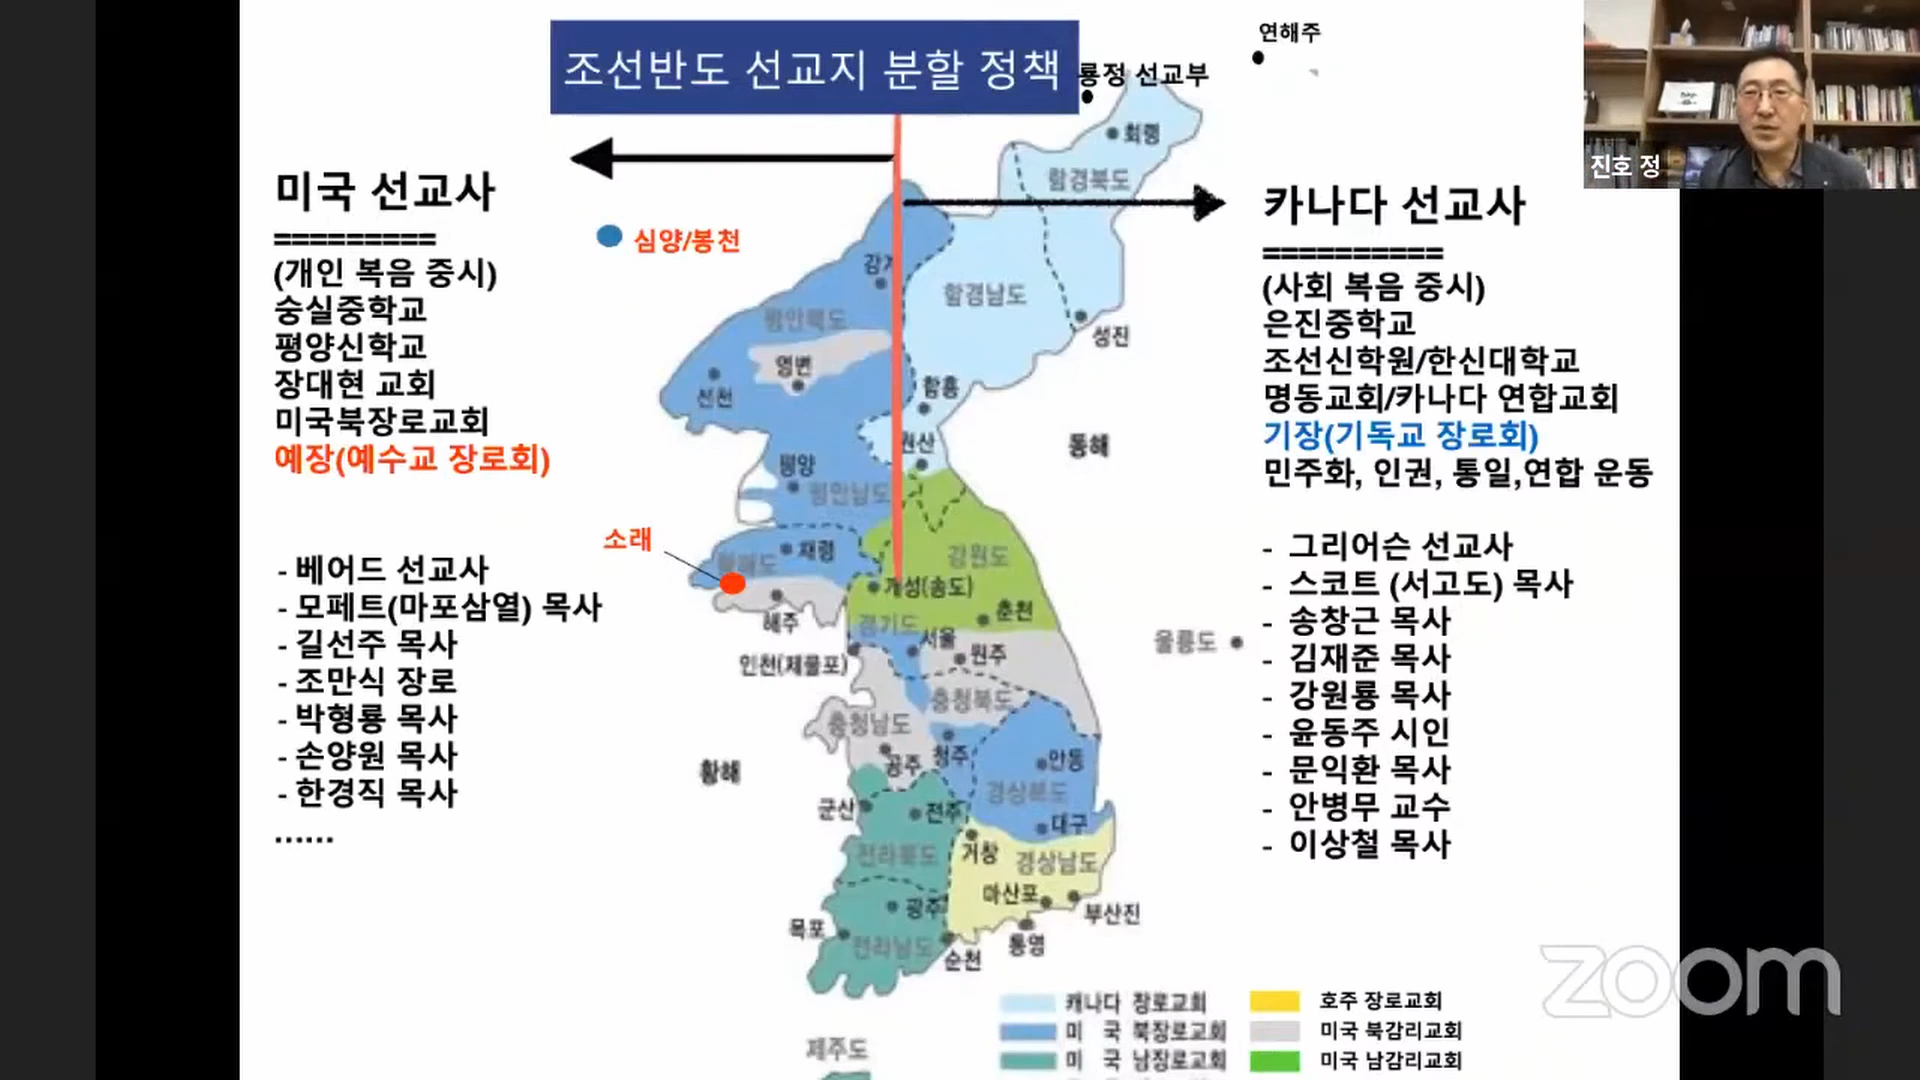 조선반도 선교지 분할 정책
연해주
룡정 선교부
진호 정
미국 선교사
=========
(개인 복음 중시)
숭실중학교
평양신학교
장대현 교회
미국북장로교회
예장(예수교 장로회)
- 베어드 선교사
- 모페트(마포삼열) 목사
- 길선주 목사
- 조만식 장로
- 박형룡 목사
- 손양원 목사
- 한경직 목사
......
심양/봉천
소래
회령
함경북도
함경남도
성진
평안북도
영변
선천
함흥
원산
동해
평양
평안남도
재령
해주
강원도
개성(송도)
춘천
경기도
서울
원주
인천(제물포)
울릉도
충청북도
충청남도
공주
청주
안동
황해
경상북도
군산
전주
대구
거창
경상남도
전라북도
마산포
부산진
광주
목포
전라남도
순천
통영
제주도
카나다 선교사
==========
(사회 복음 중시)
은진중학교
조선신학원/한신대학교
명동교회/카나다 연합교회
기장(기독교 장로회)
민주화, 인권, 통일,연합 운동
- 그리어슨 선교사
- 스코트 (서고도) 목사
- 송창근 목사
- 김재준 목사
- 강원룡 목사
- 윤동주 시인
- 문익환 목사
- 안병무 교수
- 이상철 목사
캐나다 장로교회
미 국 북장로교회
미 국 남장로교회
호주 장로교회
미국 북감리교회
미국 남감리교회
zoom